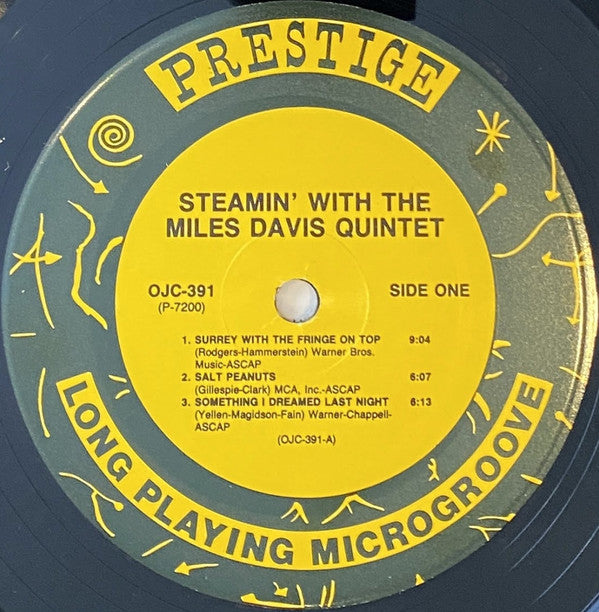 PRESTIGE
STEAMIN' WITH THE
MILES DAVIS QUINTET
OJC-391 SIDE ONE
(P-7200)
1. SURREY WITH THE FRINGE ON TOP 9:04
(Rodgers-Hammerstein) Warner Bros.
Music-ASCAP
2. SALT PEANUTS 6:07
(Gillespie-Clark) MCA, Inc.-ASCAP
3. SOMETHING I DREAMED LAST NIGHT 6:13
(Yellen-Magidson-Fain) Warner-Chappell-
ASCAP
(OJC-391-A)
LONG PLAYING MICROGROOVE